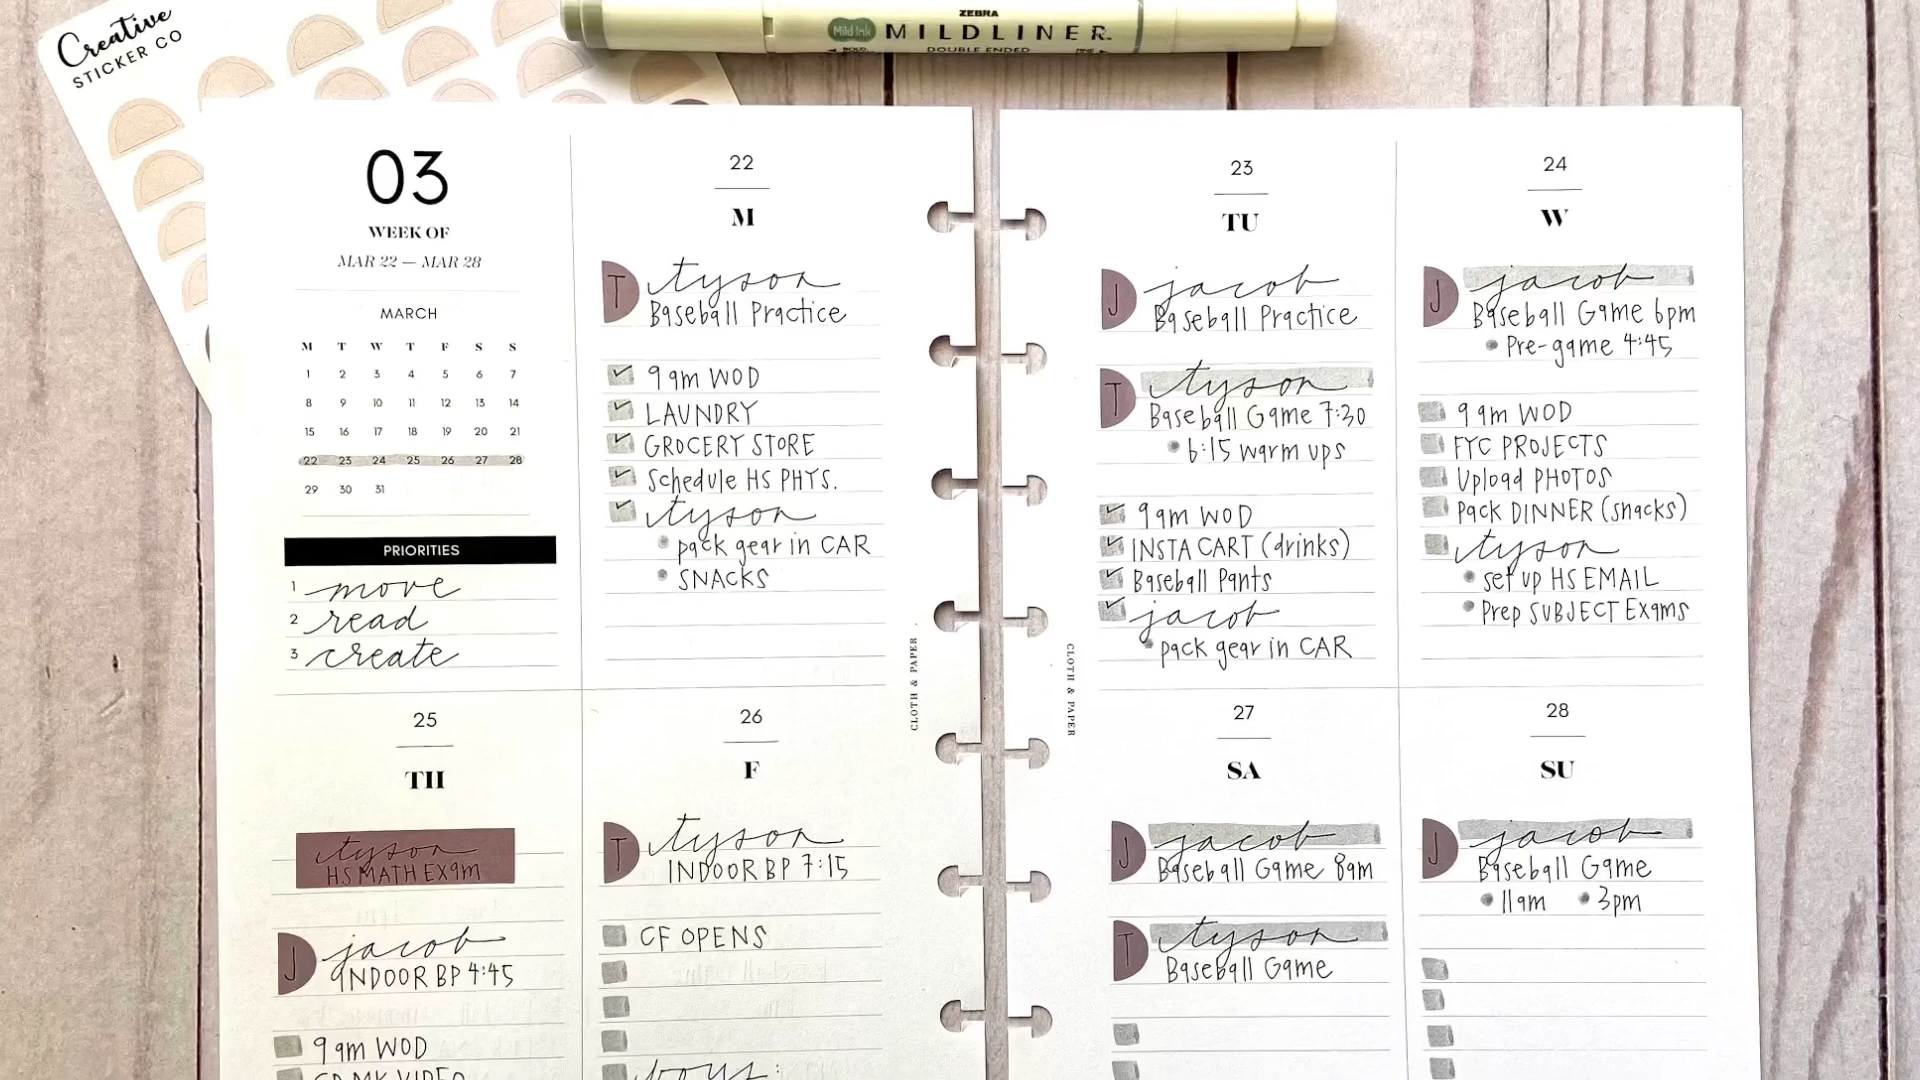 Creative
STICKER CO
ZEBRA
Mild Ink MILDLINER™
DOUBLE ENDED
03
WEEK OF
MAR 22 — MAR 28
MARCH
M T W T F S S
1 2 3 4 5 6 7
8 9 10 11 12 13 14
15 16 17 18 19 20 21
22 23 24 25 26 27 28
29 30 31
PRIORITIES
1 move
2 read
3 create
22
M
T tyson
Baseball Practice
9am WOD
LAUNDRY
GROCERY STORE
Schedule HS PHYS.
tyson
pack gear in CAR
SNACKS
CLOTH & PAPER
23
TU
J jacob
Baseball Practice
T tyson
Baseball Game 7:30
6:15 warm ups
9am WOD
INSTACART (drinks)
Baseball Pants
jacob
pack gear in CAR
CLOTH & PAPER
24
W
J jacob
Baseball Game 6pm
Pre-game 4:45
9am WOD
FYC PROJECTS
Upload PHOTOS
Pack DINNER (snacks)
tyson
set up HS EMAIL
Prep SUBJECT Exams
25
TH
tyson
HS MATH Exam
J jacob
INDOOR BP 4:45
9am WOD
26
F
T tyson
INDOOR BP 7:15
CF OPENS
boys:
27
SA
J jacob
Baseball Game 8am
T tyson
Baseball Game
28
SU
J jacob
Baseball Game
11am 3pm